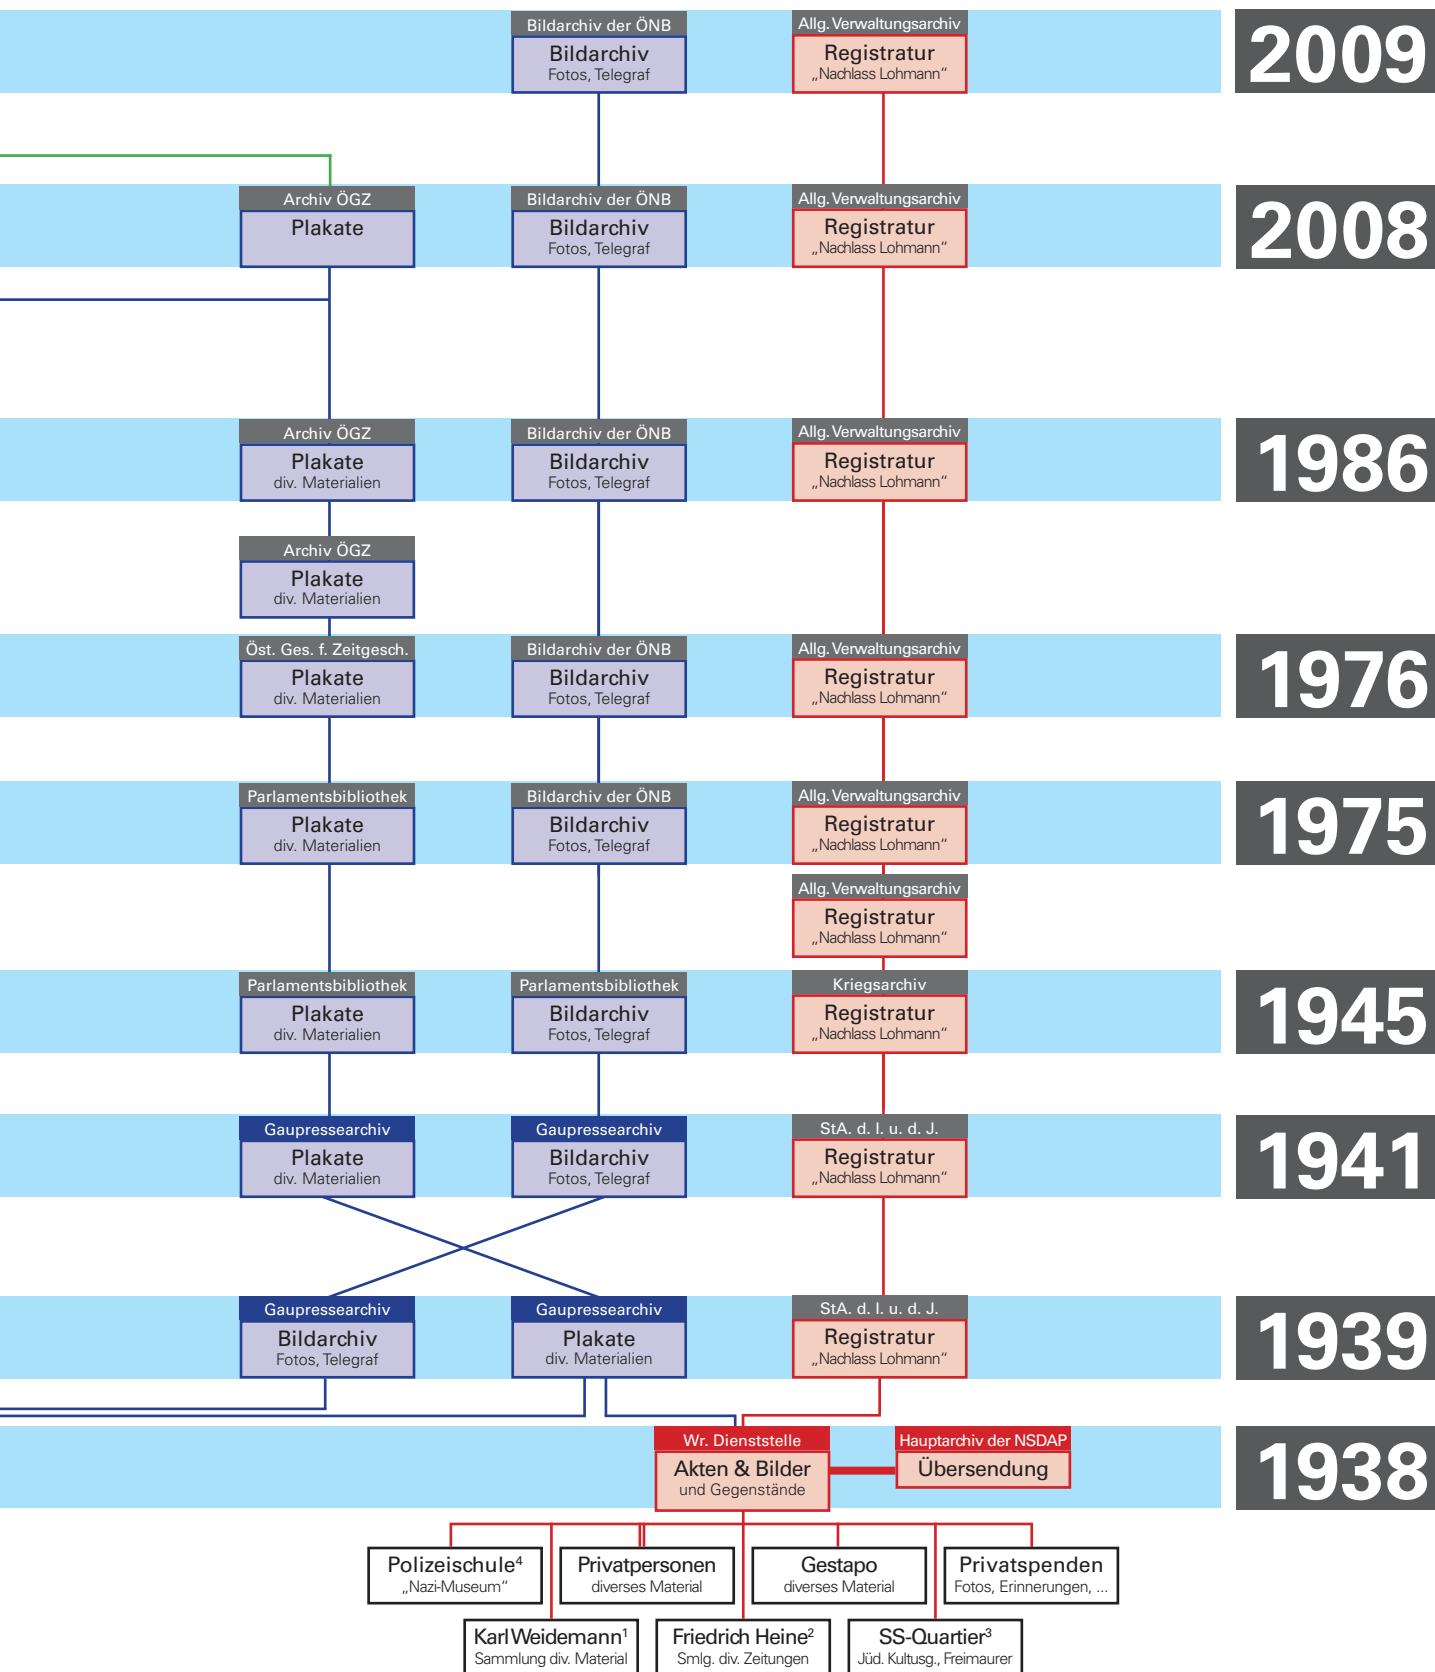 Bildarchiv der ÖNB
Bildarchiv
Fotos, Telegraf
Allg. Verwaltungsarchiv
Registratur
„Nachlass Lohmann“
2009
Archiv ÖGZ
Plakate
Bildarchiv der ÖNB
Bildarchiv
Fotos, Telegraf
Allg. Verwaltungsarchiv
Registratur
„Nachlass Lohmann“
2008
Archiv ÖGZ
Plakate
div. Materialien
Bildarchiv der ÖNB
Bildarchiv
Fotos, Telegraf
Allg. Verwaltungsarchiv
Registratur
„Nachlass Lohmann“
1986
Archiv ÖGZ
Plakate
div. Materialien
Öst. Ges. f. Zeitgesch.
Plakate
div. Materialien
Bildarchiv der ÖNB
Bildarchiv
Fotos, Telegraf
Allg. Verwaltungsarchiv
Registratur
„Nachlass Lohmann“
1976
Parlamentsbibliothek
Plakate
div. Materialien
Bildarchiv der ÖNB
Bildarchiv
Fotos, Telegraf
Allg. Verwaltungsarchiv
Registratur
„Nachlass Lohmann“
1975
Allg. Verwaltungsarchiv
Registratur
„Nachlass Lohmann“
Parlamentsbibliothek
Plakate
div. Materialien
Parlamentsbibliothek
Bildarchiv
Fotos, Telegraf
Kriegsarchiv
Registratur
„Nachlass Lohmann“
1945
Gaupressearchiv
Plakate
div. Materialien
Gaupressearchiv
Bildarchiv
Fotos, Telegraf
StA. d. I. u. d. J.
Registratur
„Nachlass Lohmann“
1941
Gaupressearchiv
Bildarchiv
Fotos, Telegraf
Gaupressearchiv
Plakate
div. Materialien
StA. d. I. u. d. J.
Registratur
„Nachlass Lohmann“
1939
Wr. Dienststelle
Akten & Bilder
und Gegenstände
Hauptarchiv der NSDAP
Übersendung
1938
Polizeischule⁴
„Nazi-Museum“
Privatpersonen
diverses Material
Gestapo
diverses Material
Privatspenden
Fotos, Erinnerungen, ...
Karl Weidemann¹
Sammlung div. Material
Friedrich Heine²
Smlg. div. Zeitungen
SS-Quartier³
Jüd. Kultusg., Freimaurer